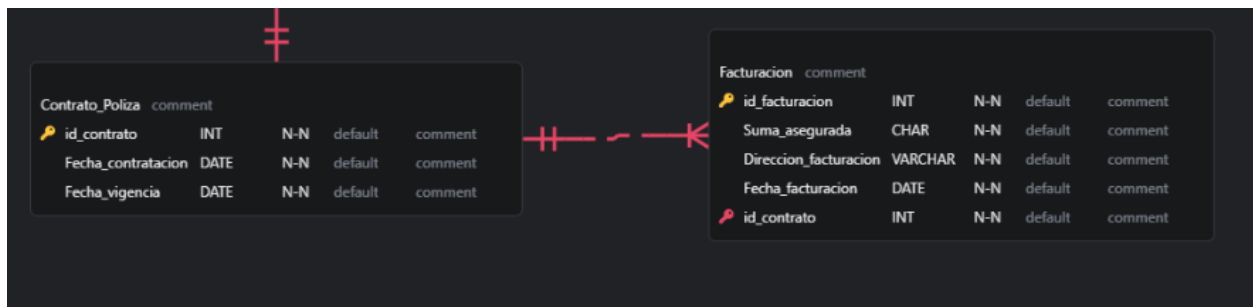 Contrato_Poliza comment
id_contrato INT N-N default comment
Fecha_contratacion DATE N-N default comment
Fecha_vigencia DATE N-N default comment
Facturacion comment
id_facturacion INT N-N default comment
Suma_asegurada CHAR N-N default comment
Direccion_facturacion VARCHAR N-N default comment
Fecha_facturacion DATE N-N default comment
id_contrato INT N-N default comment